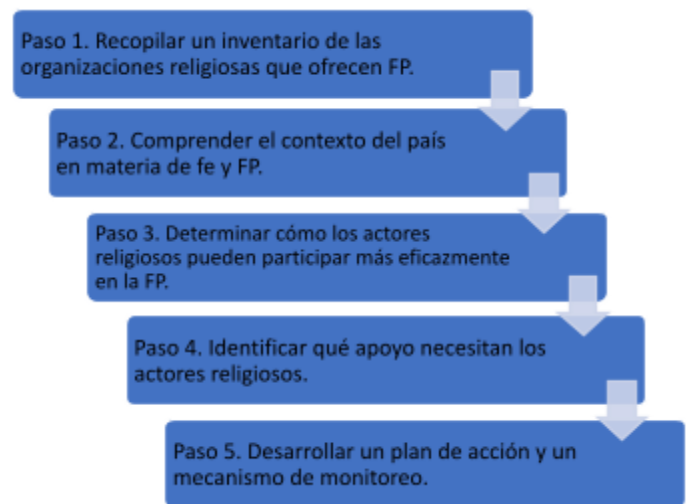 Paso 1. Recopilar un inventario de las
organizaciones religiosas que ofrecen FP.
Paso 2. Comprender el contexto del país
en materia de fe y FP.
Paso 3. Determinar cómo los actores
religiosos pueden participar más eficazmente
en la FP.
Paso 4. Identificar qué apoyo necesitan los
actores religiosos.
Paso 5. Desarrollar un plan de acción y un
mecanismo de monitoreo.